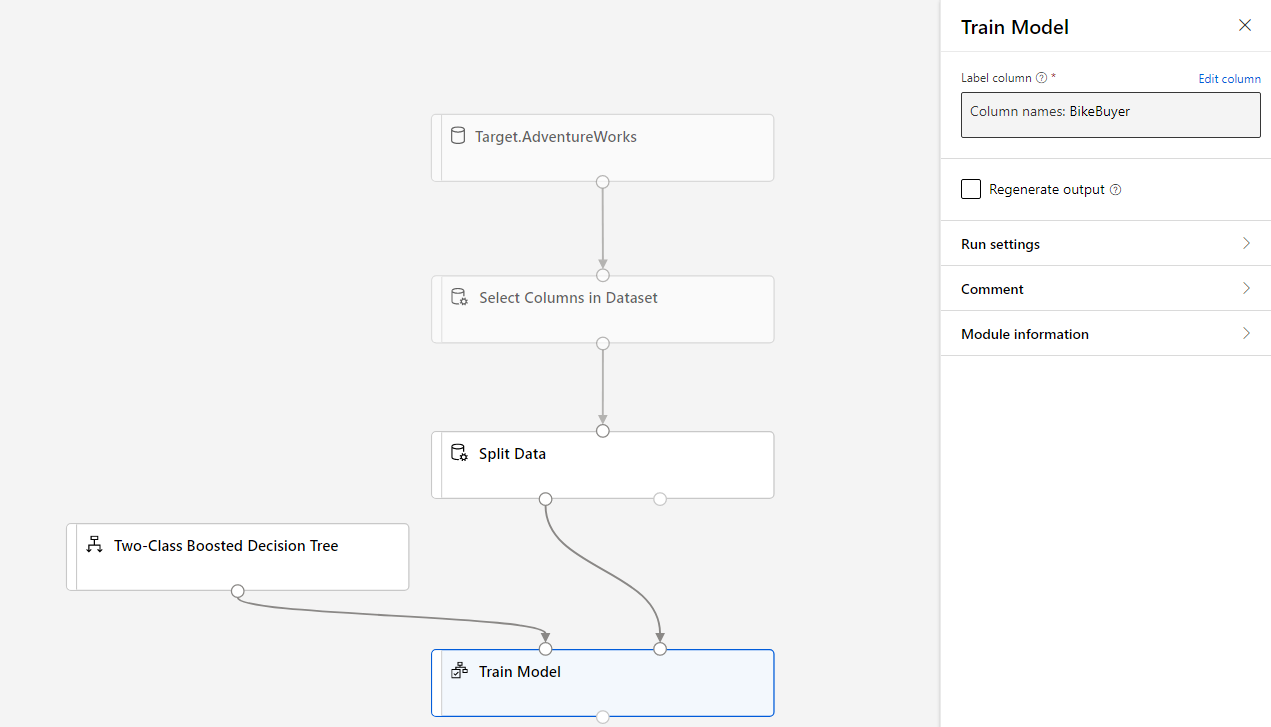 Target.AdventureWorks
Select Columns in Dataset
Split Data
Two-Class Boosted Decision Tree
Train Model
Train Model
Label column ? * Edit column
Column names: BikeBuyer
Regenerate output ?
Run settings
Comment
Module information